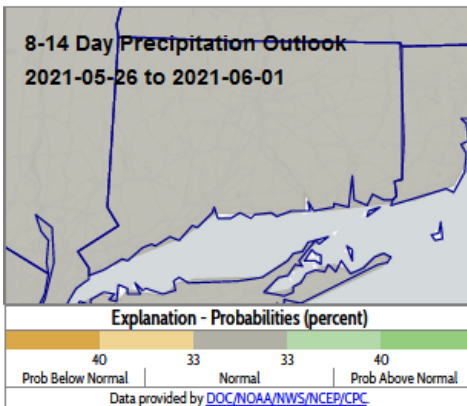 8-14 Day Precipitation Outlook
2021-05-26 to 2021-06-01
Explanation - Probabilities (percent)
40 33 33 40
Prob Below Normal Normal Prob Above Normal
Data provided by DOC/NOAA/NWS/NCEP/CPC.